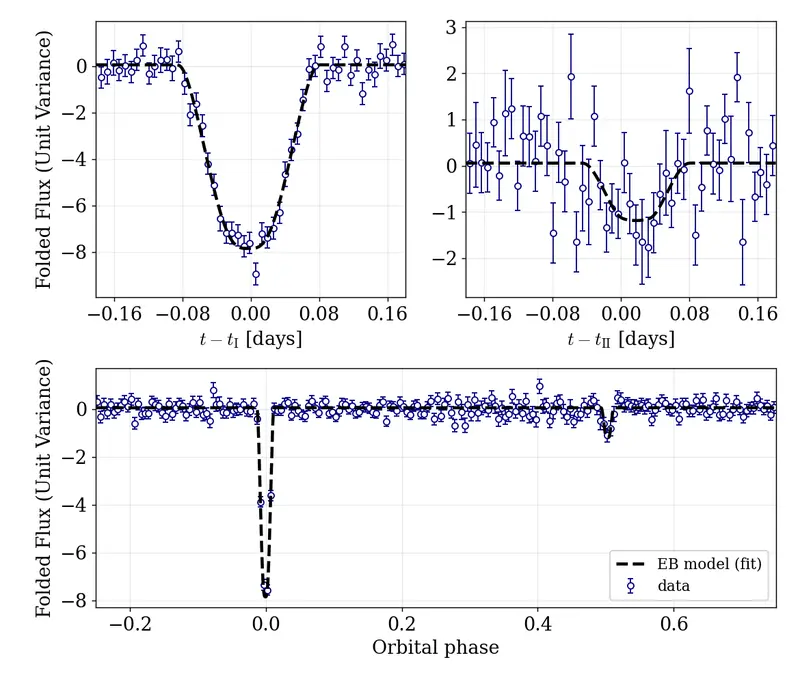 Folded Flux (Unit Variance)
0
−2
−4
−6
−8
−0.16 −0.08 0.00 0.08 0.16
t − tI [days]
3
2
1
0
−1
−2
−0.16 −0.08 0.00 0.08 0.16
t − tII [days]
Folded Flux (Unit Variance)
0
−2
−4
−6
−8
−0.2 0.0 0.2 0.4 0.6
Orbital phase
EB model (fit)
data